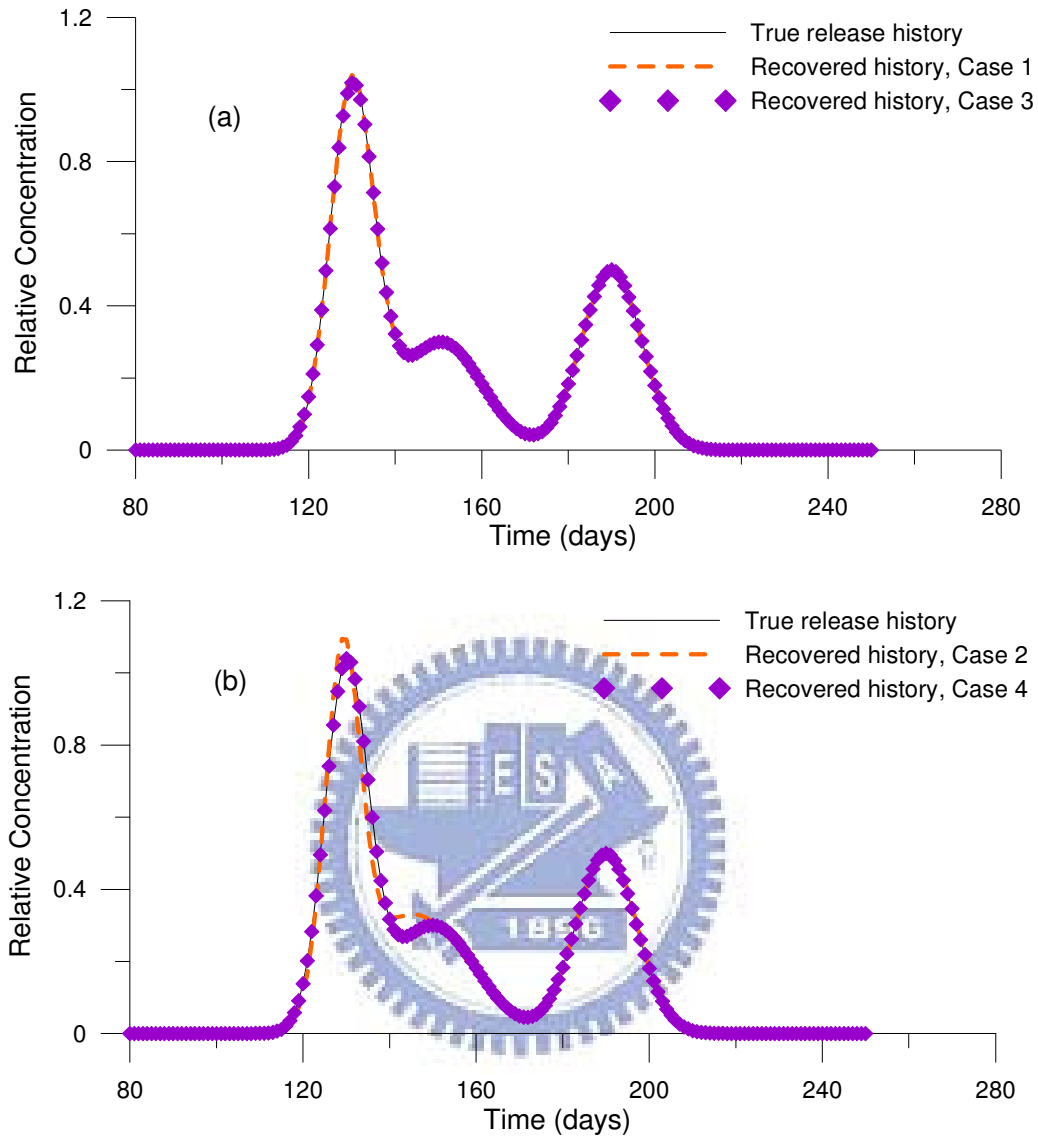 1.2
True release history
Recovered history, Case 1
Recovered history, Case 3
(a)
0.8
0.4
0
Relative Concentration
80
120
160
200
240
280
Time (days)
1.2
True release history
Recovered history, Case 2
Recovered history, Case 4
(b)
0.8
0.4
0
Relative Concentration
E S A
1896
80
120
160
200
240
280
Time (days)